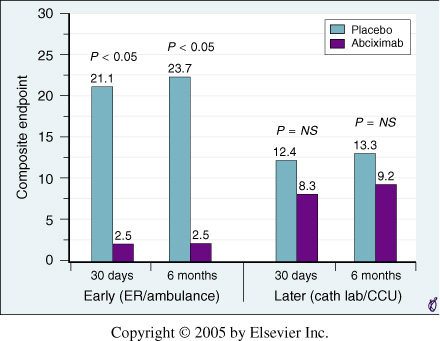 30
25
20
15
10
5
0
Composite endpoint
Placebo
Abciximab
P < 0.05
21.1
2.5
P < 0.05
23.7
2.5
P = NS
12.4
8.3
P = NS
13.3
9.2
30 days
6 months
30 days
6 months
Early (ER/ambulance)
Later (cath lab/CCU)
Copyright © 2005 by Elsevier Inc.